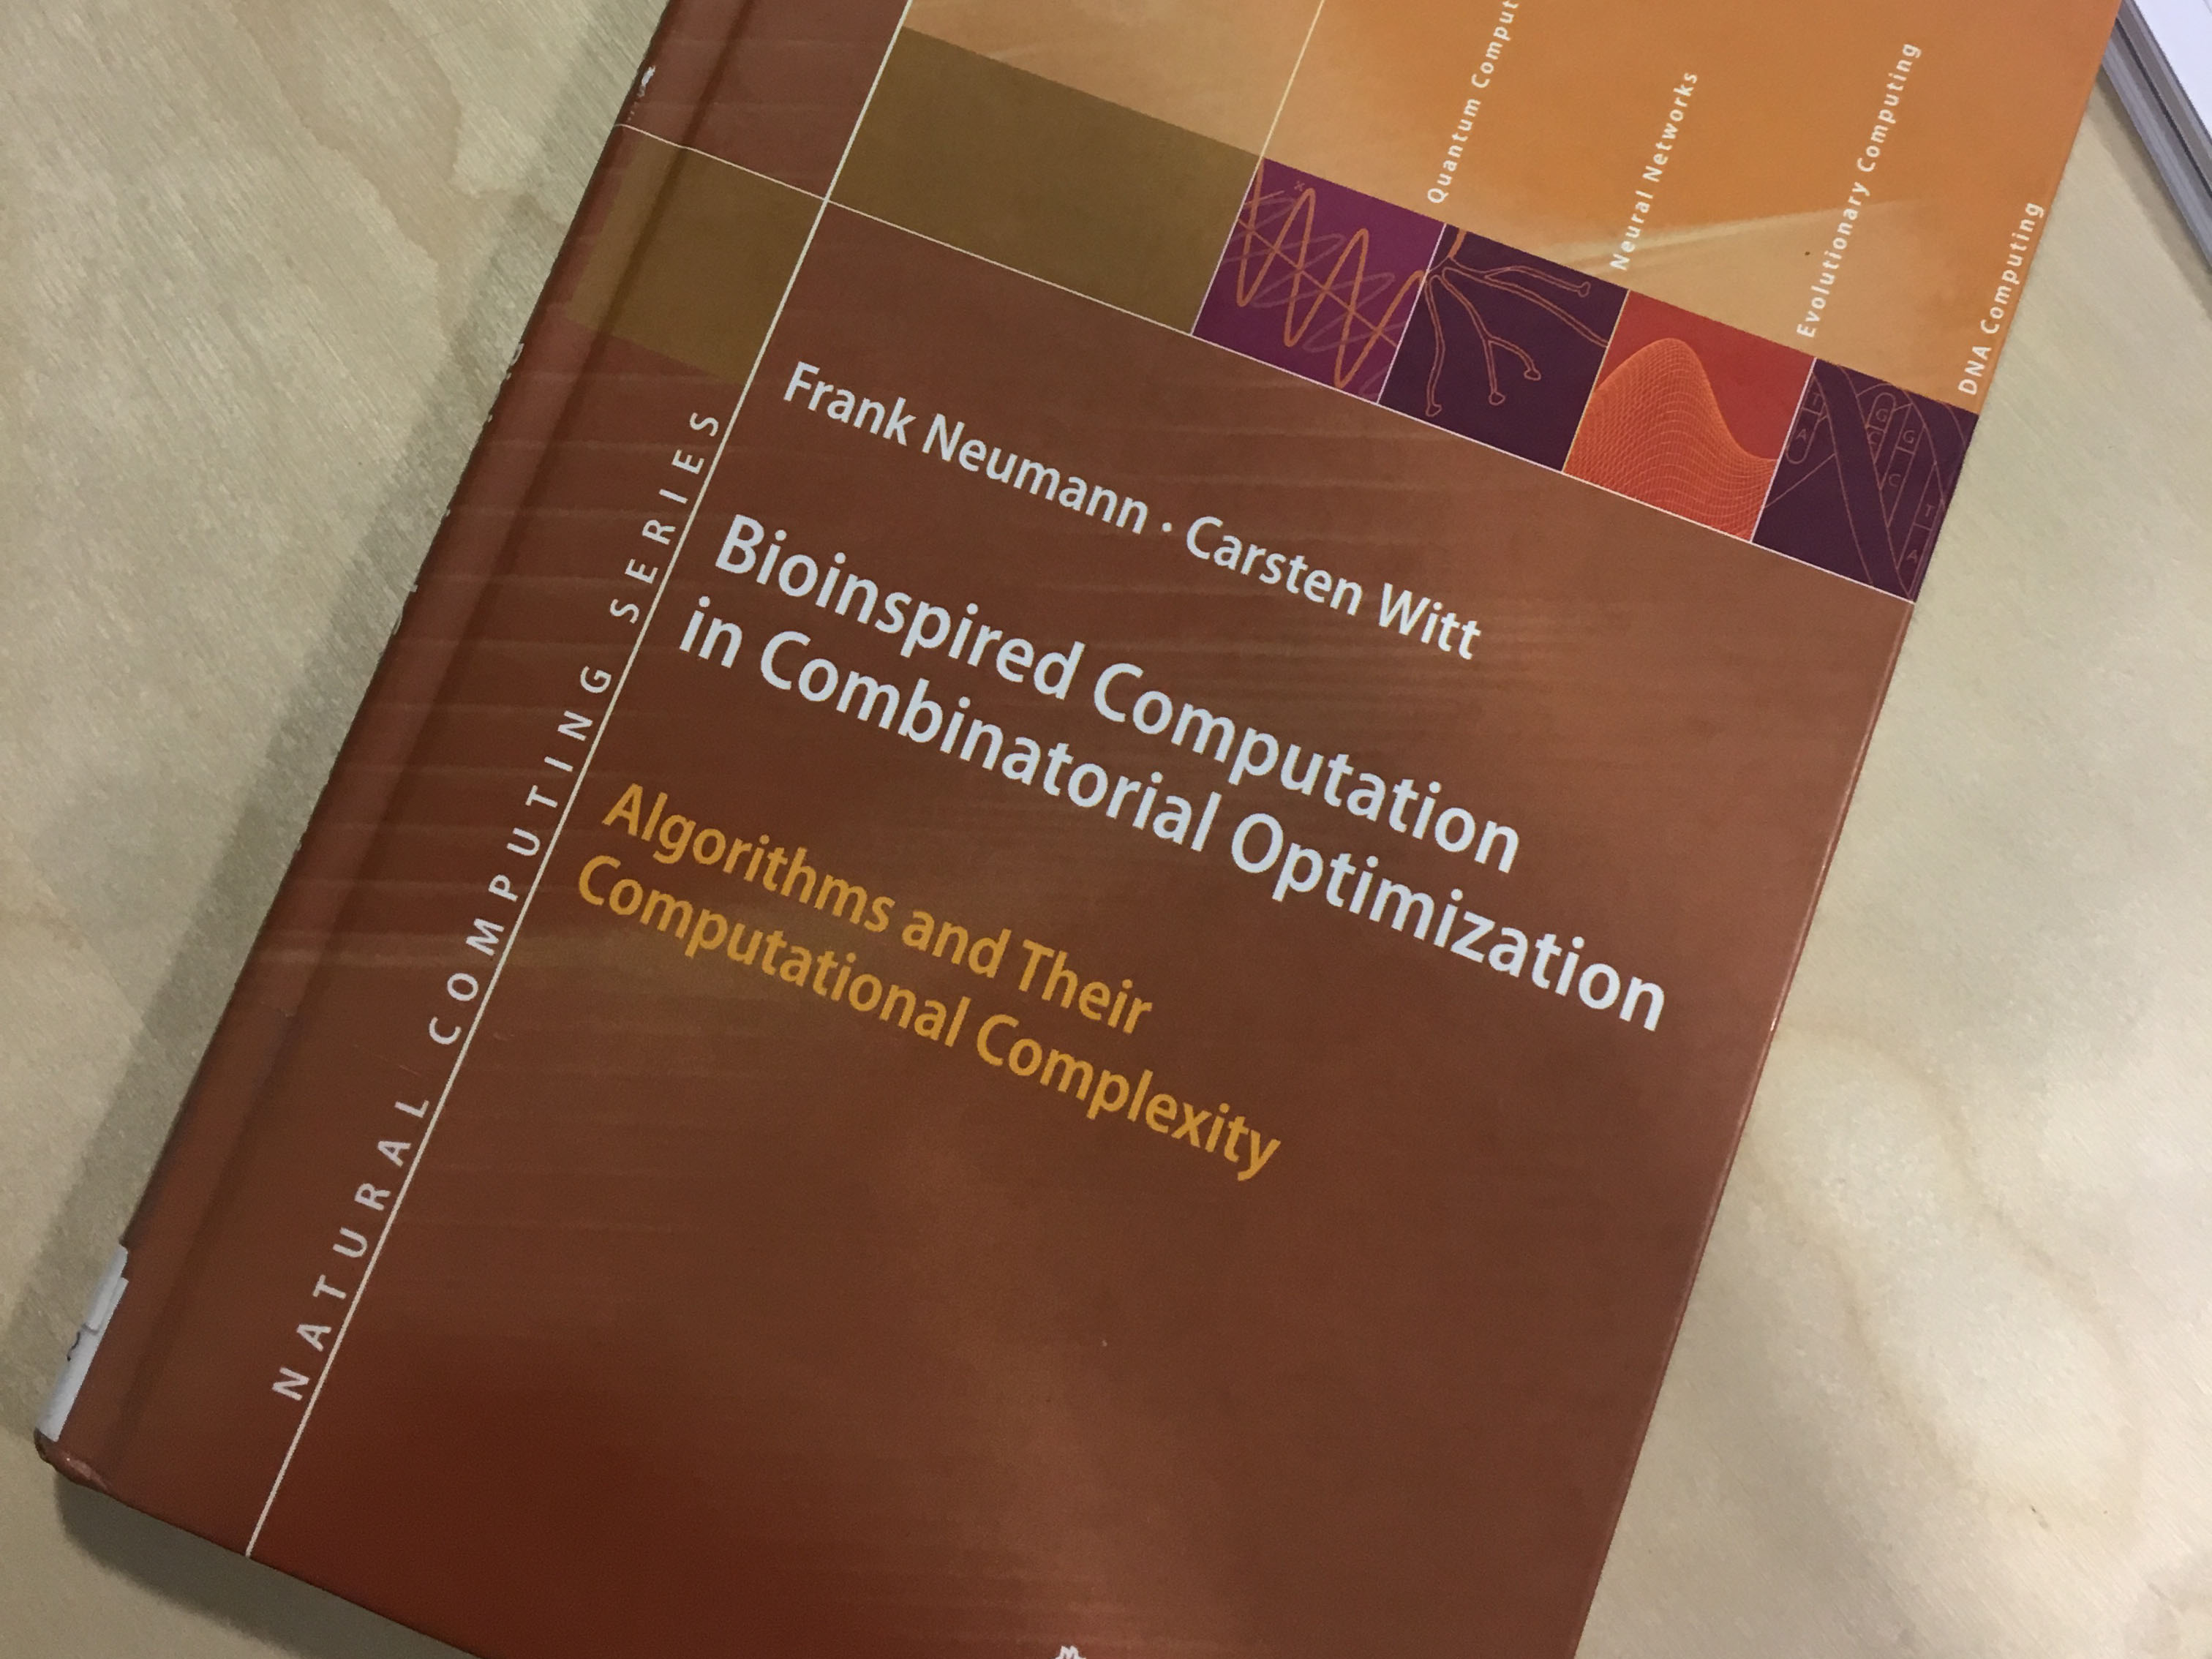 Quantum Comput
Neural Networks
Evolutionary Computing
DNA Computing
Frank Neumann · Carsten Witt
Bioinspired Computation
in Combinatorial Optimization
Algorithms and Their
Computational Complexity
NATURAL COMPUTING SERIES